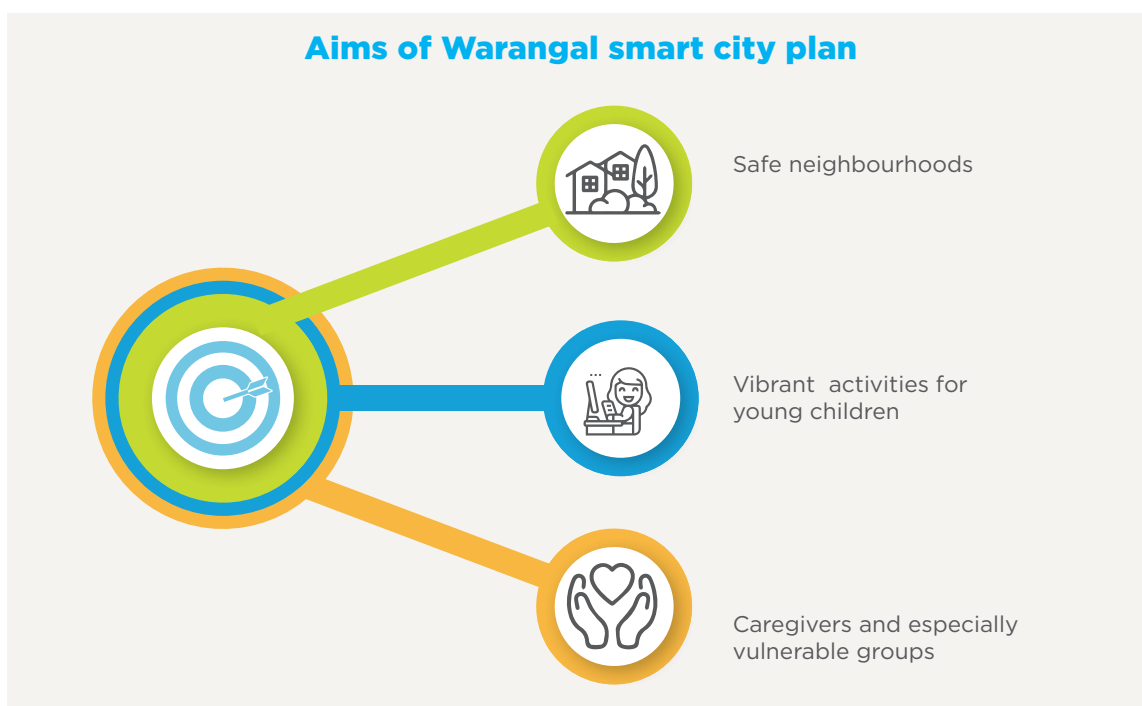 Aims of Warangal smart city plan
Safe neighbourhoods
Vibrant  activities for
young children
Caregivers and especially
vulnerable groups